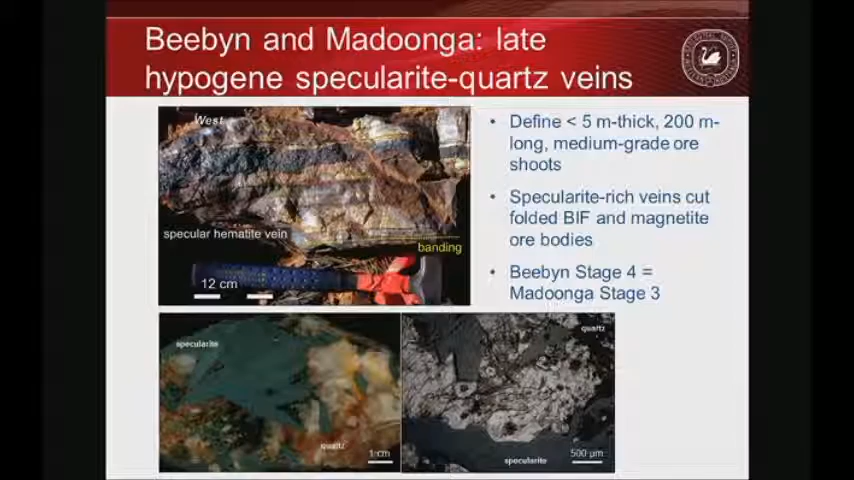 Beebyn and Madoonga: late
hypogene specularite-quartz veins
West
specular hematite vein
banding
12 cm
• Define < 5 m-thick, 200 m-
long, medium-grade ore
shoots
• Specularite-rich veins cut
folded BIF and magnetite
ore bodies
• Beebyn Stage 4 =
Madoonga Stage 3
specularite
quartz
1 cm
quartz
specularite
500 µm